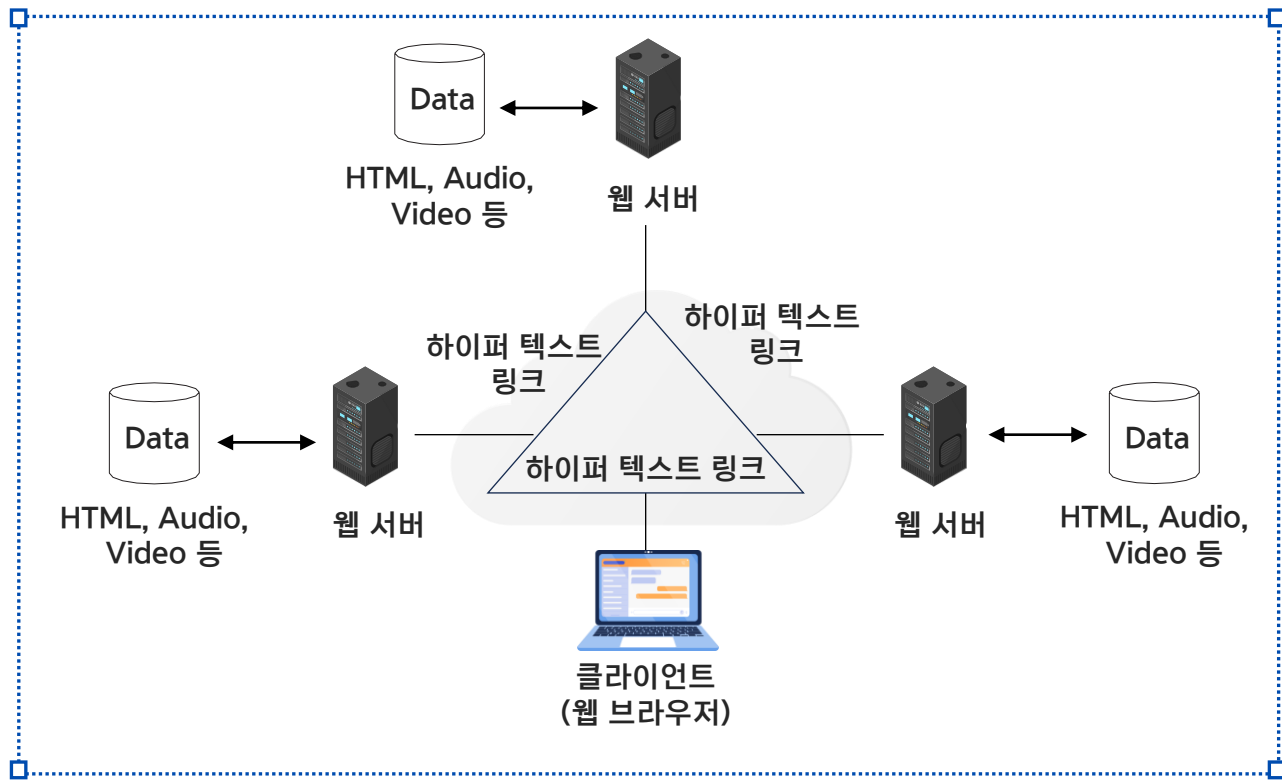 Data
HTML, Audio,
Video 등
웹 서버
하이퍼 텍스트
링크
하이퍼 텍스트
링크
Data
HTML, Audio,
Video 등
웹 서버
하이퍼 텍스트 링크
웹 서버
Data
HTML, Audio,
Video 등
클라이언트
(웹 브라우저)